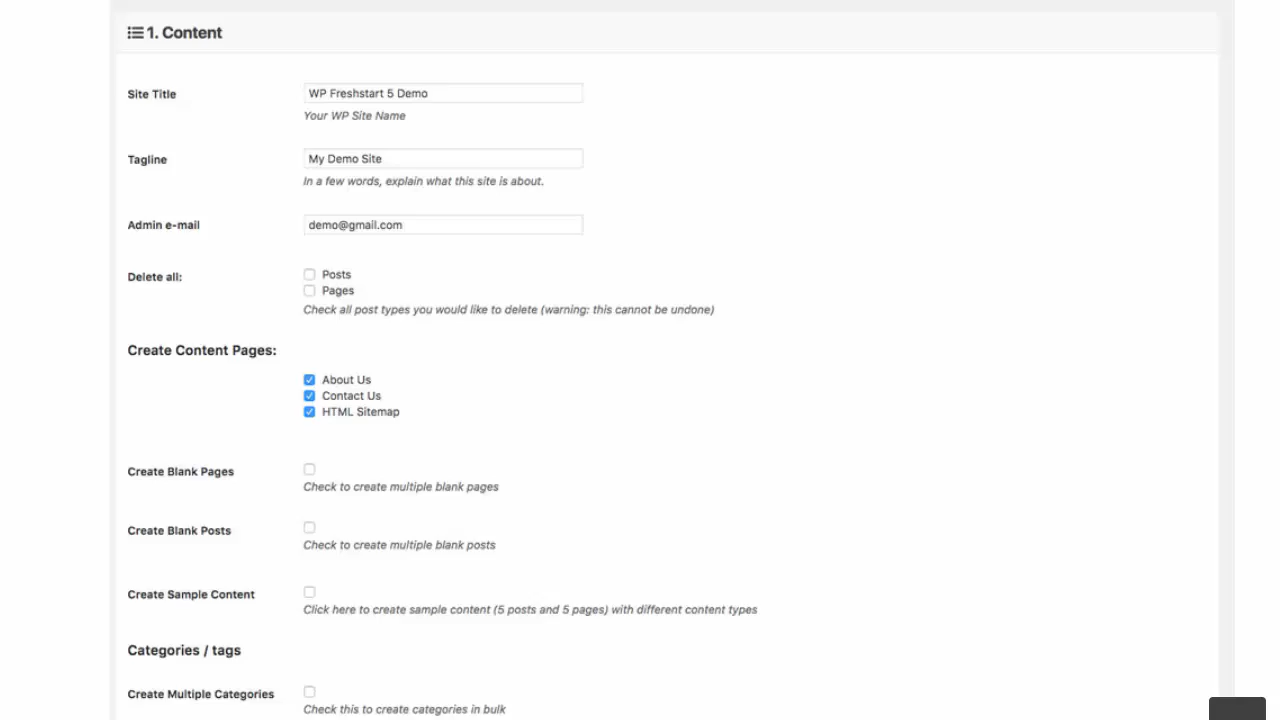 1. Content
Site Title
WP Freshstart 5 Demo
Your WP Site Name
Tagline
My Demo Site
In a few words, explain what this site is about.
Admin e-mail
demo@gmail.com
Delete all:
Posts
Pages
Check all post types you would like to delete (warning: this cannot be undone)
Create Content Pages:
About Us
Contact Us
HTML Sitemap
Create Blank Pages
Check to create multiple blank pages
Create Blank Posts
Check to create multiple blank posts
Create Sample Content
Click here to create sample content (5 posts and 5 pages) with different content types
Categories / tags
Create Multiple Categories
Check this to create categories in bulk